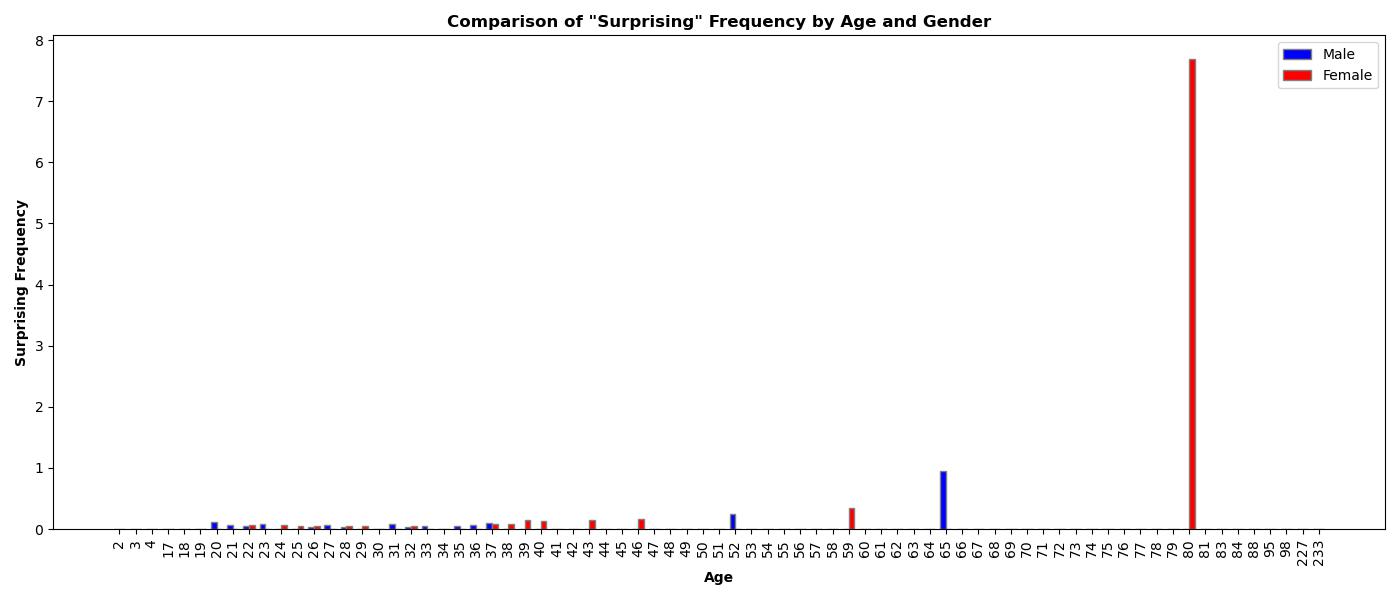 Comparison of "Surprising" Frequency by Age and Gender
8
7
6
5
4
3
2
1
0
Surprising Frequency
Male
Female
2 3 4 17 18 19 20 21 22 23 24 25 26 27 28 29 30 31 32 33 34 35 36 37 38 39 40 41 42 43 44 45 46 47 48 49 50 51 52 53 54 55 56 57 58 59 60 61 62 63 64 65 66 67 68 69 70 71 72 73 74 75 76 77 78 79 80 81 83 84 88 95 98 227 233
Age